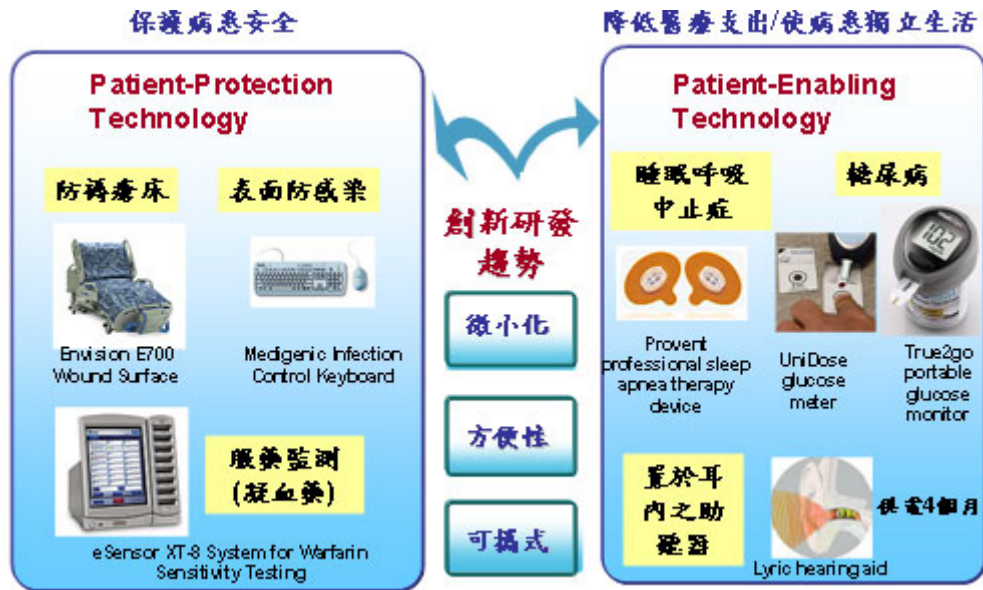 保護病患安全
Patient-Protection
Technology
防褥瘡床
表面防感染
Envision E700
Wound Surface
Medigenic Infection
Control Keyboard
服藥監測
(凝血藥)
eSensor XT-8 System for Warfarin
Sensitivity Testing
創新研發
趨勢
微小化
方便性
可攜式
降低醫療支出/使病患獨立生活
Patient-Enabling
Technology
睡眠呼吸
中止症
糖尿病
102
Provent
professional sleep
apnea therapy
device
UniDose
glucose
meter
True2go
portable
glucose
monitor
置於耳
內之助
聽器
供電4個月
Lyric hearing aid